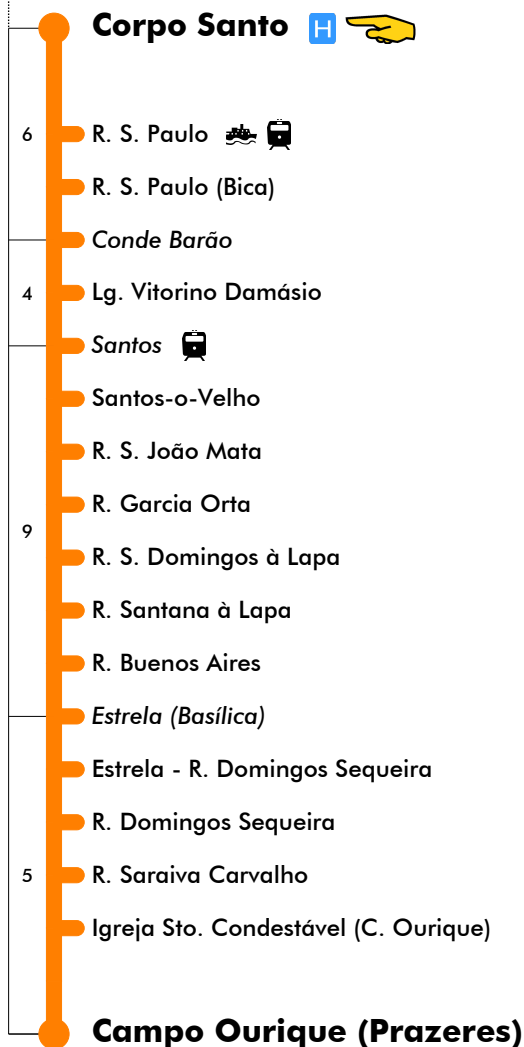 Corpo Santo H
6
R. S. Paulo
R. S. Paulo (Bica)
Conde Barão
4
Lg. Vitorino Damásio
Santos
Santos-o-Velho
R. S. João Mata
R. Garcia Orta
9
R. S. Domingos à Lapa
R. Santana à Lapa
R. Buenos Aires
Estrela (Basílica)
Estrela - R. Domingos Sequeira
R. Domingos Sequeira
5
R. Saraiva Carvalho
Igreja Sto. Condestável (C. Ourique)
Campo Ourique (Prazeres)